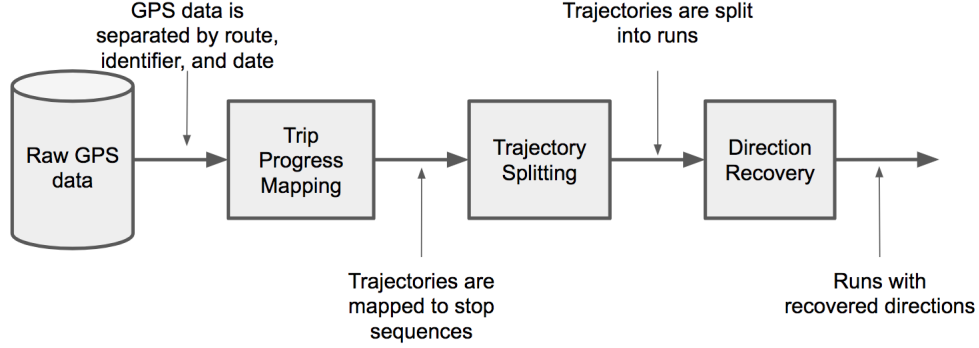 GPS data is
separated by route,
identifier, and date
Trajectories are split
into runs
Raw GPS
data
Trip
Progress
Mapping
Trajectory
Splitting
Direction
Recovery
Trajectories are
mapped to stop
sequences
Runs with
recovered directions